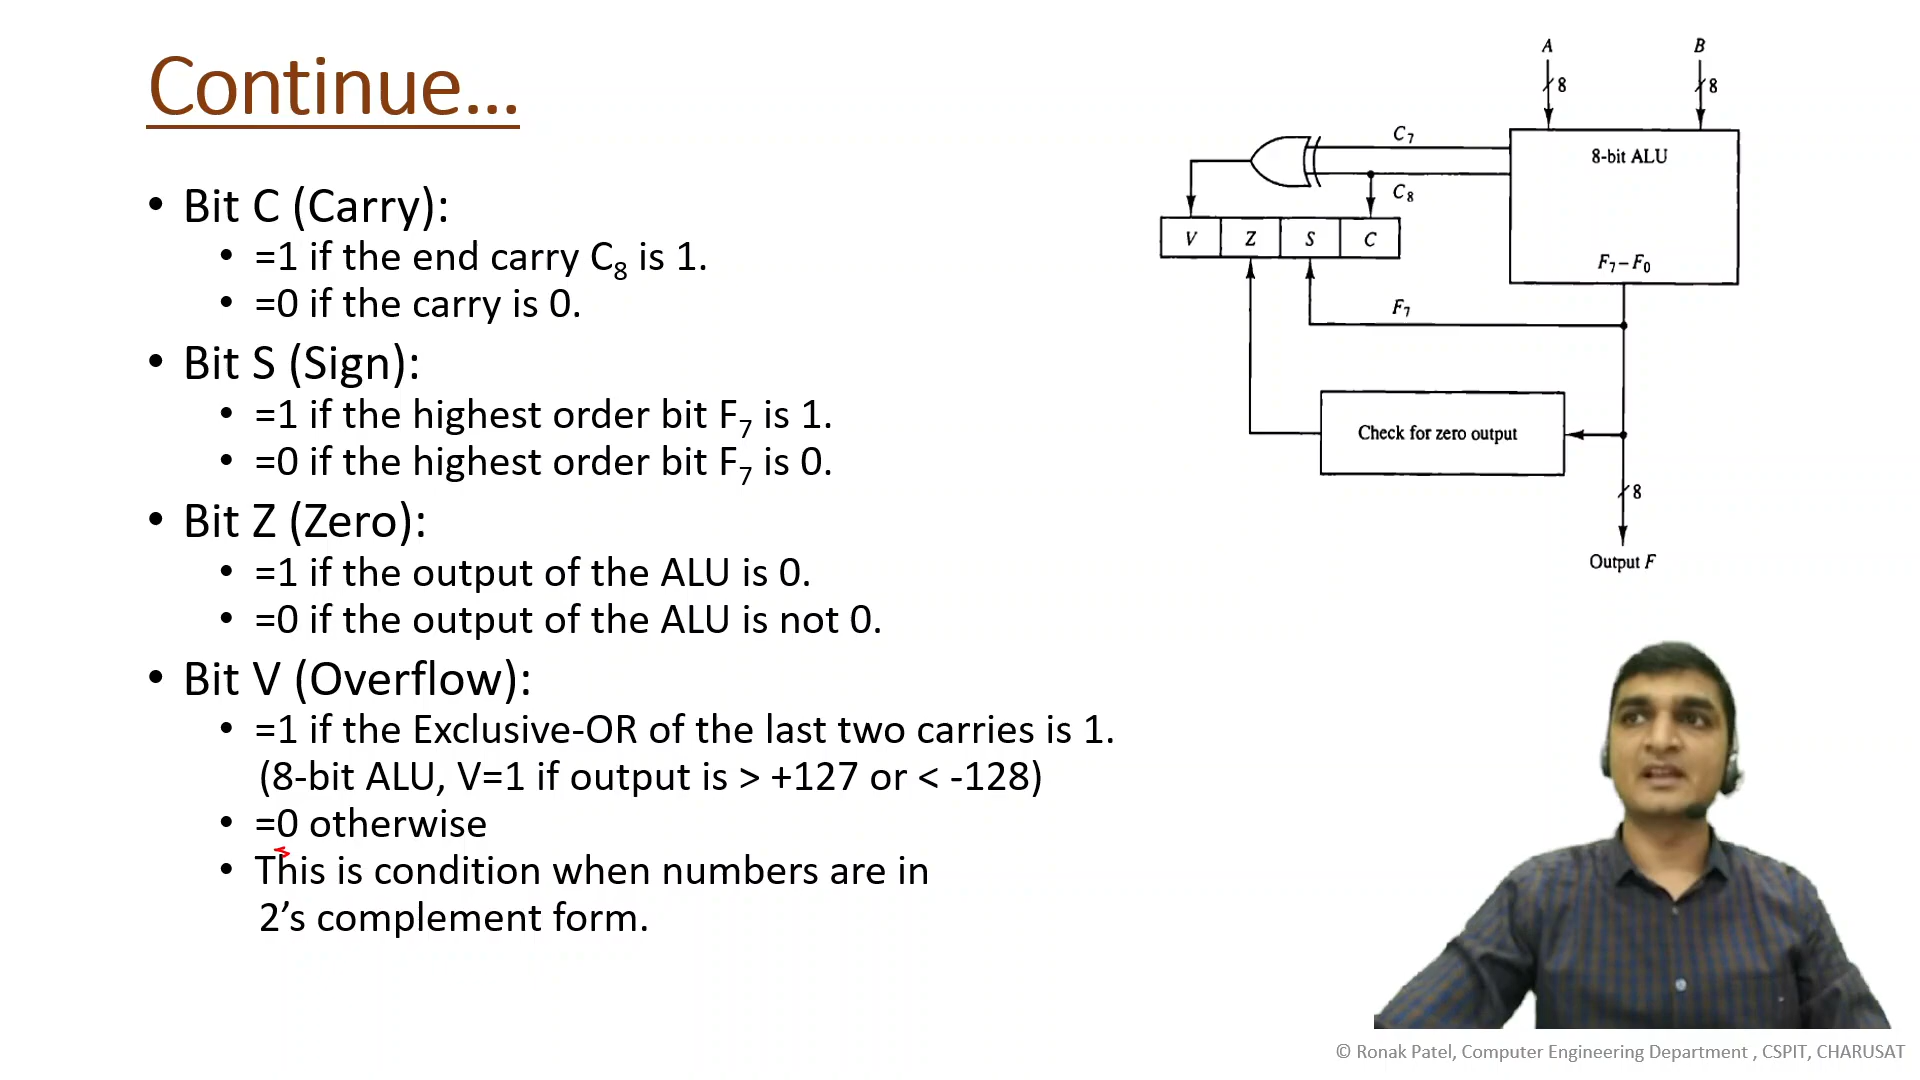 Continue...
• Bit C (Carry):
• =1 if the end carry C8 is 1.
• =0 if the carry is 0.
• Bit S (Sign):
• =1 if the highest order bit F7 is 1.
• =0 if the highest order bit F7 is 0.
• Bit Z (Zero):
• =1 if the output of the ALU is 0.
• =0 if the output of the ALU is not 0.
• Bit V (Overflow):
• =1 if the Exclusive-OR of the last two carries is 1.
(8-bit ALU, V=1 if output is > +127 or < -128)
• =0 otherwise
• This is condition when numbers are in
2’s complement form.
A B
8 8
C7
8-bit ALU
C8
V Z S C
F7 – F0
F7
Check for zero output
8
Output F
© Ronak Patel, Computer Engineering Department , CSPIT, CHARUSAT